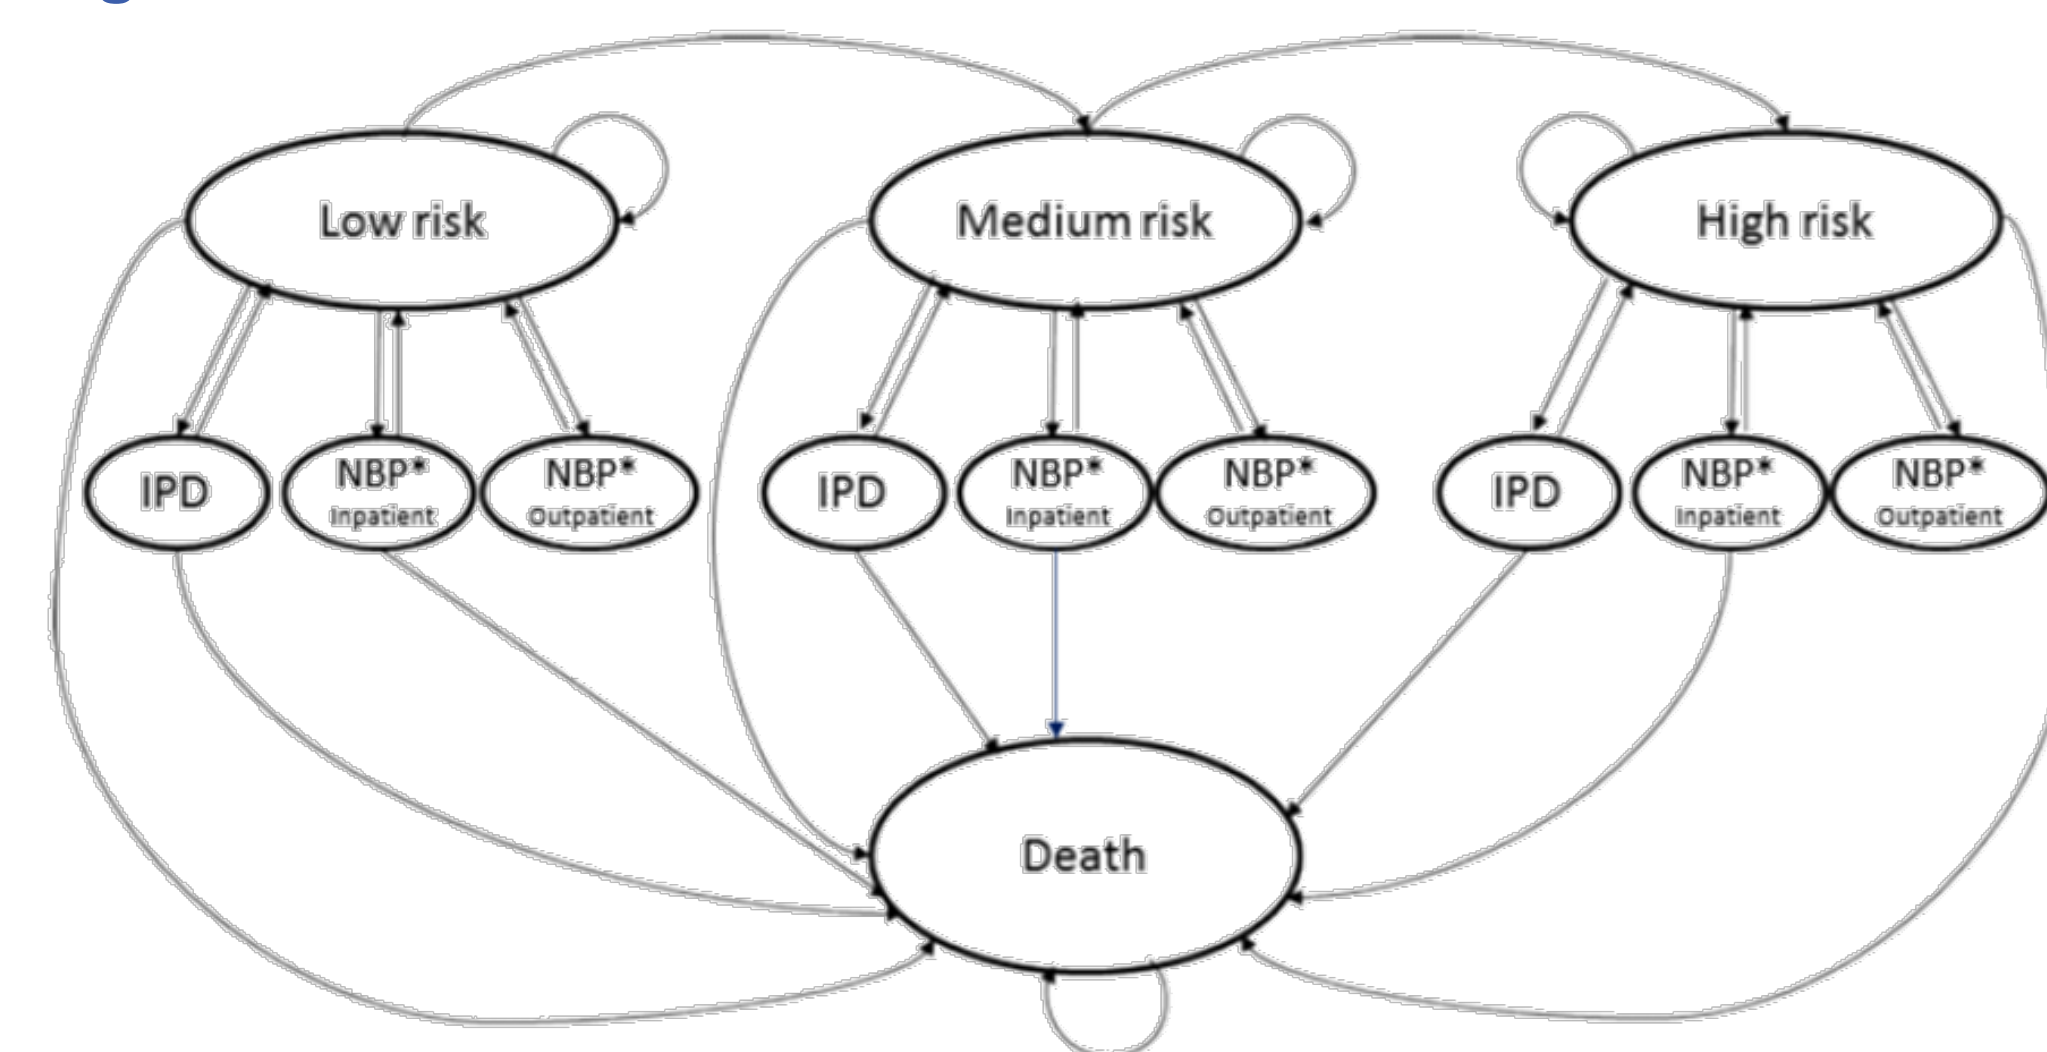 Low risk
Medium risk
High risk
IPD
NBP*
Inpatient
NBP*
Outpatient
IPD
NBP*
Inpatient
NBP*
Outpatient
IPD
NBP*
Inpatient
NBP*
Outpatient
Death